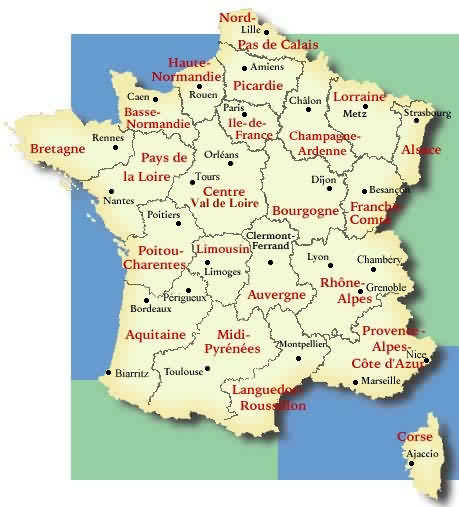 Nord-
Lille
Pas de Calais
Haute-
Normandie
Amiens
Picardie
Rouen
Caen
Basse-
Normandie
Paris
Ile-de-
France
Châlon
Champagne-
Ardenne
Lorraine
Metz
Strasbourg
Alsace
Rennes
Bretagne
Pays de
la Loire
Nantes
Orléans
Tours
Centre
Val de Loire
Dijon
Bourgogne
Besançon
Franche-
Comté
Poitiers
Poitou-
Charentes
Limousin
Limoges
Clermont-
Ferrand
Auvergne
Lyon
Chambéry
Rhône-
Alpes
Grenoble
Périgueux
Bordeaux
Aquitaine
Biarritz
Midi-
Pyrénées
Toulouse
Montpellier
Languedoc-
Roussillon
Provence-
Alpes-
Côte d'Azur
Nice
Marseille
Corse
Ajaccio